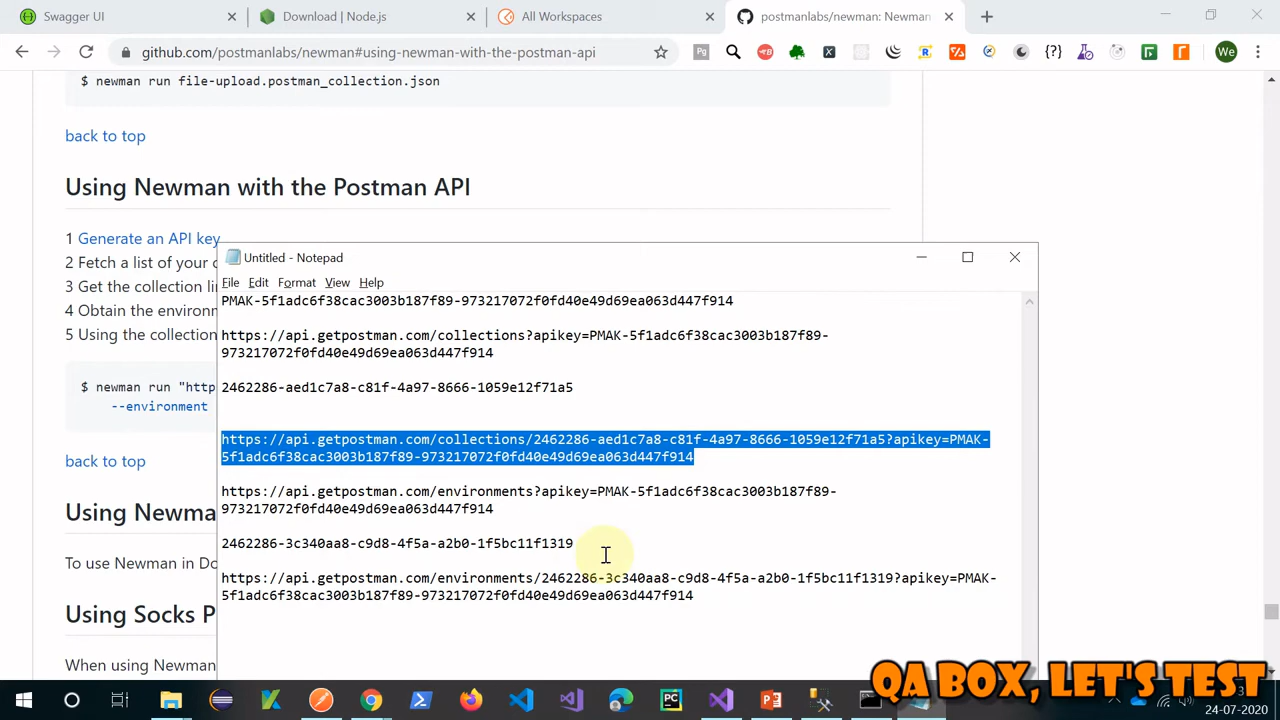 Swagger UI
Download | Node.js
All Workspaces
postmanlabs/newman: Newman
github.com/postmanlabs/newman#using-newman-with-the-postman-api
We
$ newman run file-upload.postman_collection.json
back to top
Using Newman with the Postman API
1 Generate an API key
2 Fetch a list of your c
3 Get the collection lin
4 Obtain the environm
5 Using the collection
$ newman run "http
--environment
back to top
Using Newma
To use Newman in Do
Using Socks P
When using Newman
Untitled - Notepad
File Edit Format View Help
PMAK-5f1adc6f38cac3003b187f89-973217072f0fd40e49d69ea063d447f914
https://api.getpostman.com/collections?apikey=PMAK-5f1adc6f38cac3003b187f89-
973217072f0fd40e49d69ea063d447f914
2462286-aed1c7a8-c81f-4a97-8666-1059e12f71a5
https://api.getpostman.com/collections/2462286-aed1c7a8-c81f-4a97-8666-1059e12f71a5?apikey=PMAK-
5f1adc6f38cac3003b187f89-973217072f0fd40e49d69ea063d447f914
https://api.getpostman.com/environments?apikey=PMAK-5f1adc6f38cac3003b187f89-
973217072f0fd40e49d69ea063d447f914
2462286-3c340aa8-c9d8-4f5a-a2b0-1f5bc11f1319
https://api.getpostman.com/environments/2462286-3c340aa8-c9d8-4f5a-a2b0-1f5bc11f1319?apikey=PMAK-
5f1adc6f38cac3003b187f89-973217072f0fd40e49d69ea063d447f914
QA BOX, LET'S TEST
24-07-2020